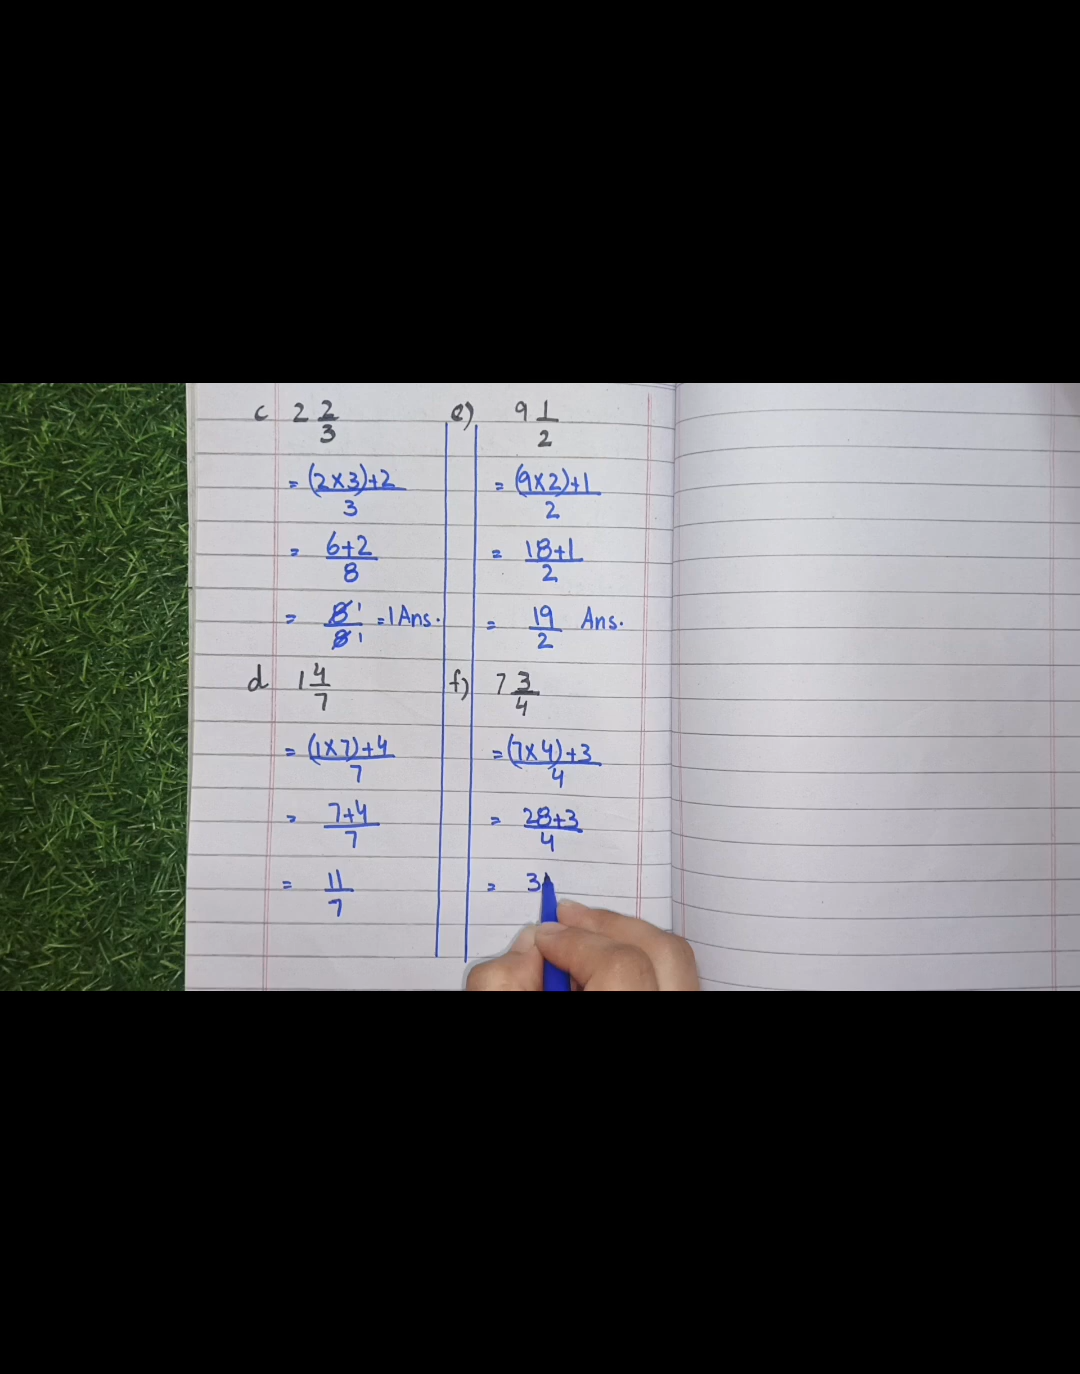 c 2 2/3
= (2×3)+2/3
= 6+2/8
= 8 1/8 1 = 1 Ans.
d 1 4/7
= (1×7)+4/7
= 7+4/7
= 11/7
e) 9 1/2
= (9×2)+1/2
= 18+1/2
= 19/2 Ans.
f) 7 3/4
= (7×4)+3/4
= 28+3/4
= 3